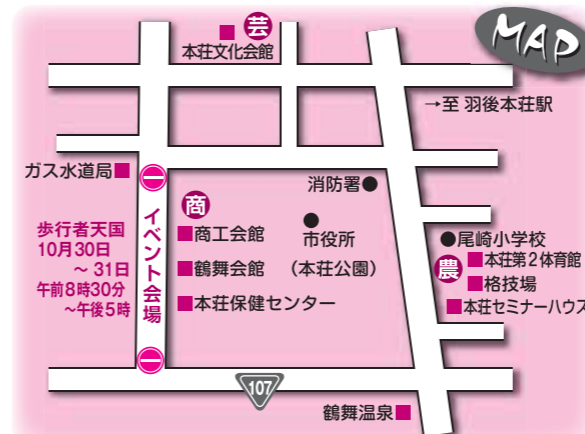 MAP
芸
■
本荘文化会館
→至 羽後本荘駅
ガス水道局■
消防署●
歩行者天国
10月30日
～31日
午前8時30分
～午後5時
イベント会場
商
■商工会館
■鶴舞会館
■本荘保健センター
●
市役所
(本荘公園)
●尾崎小学校
農
■本荘第2体育館
■格技場
■本荘セミナーハウス
107
鶴舞温泉■